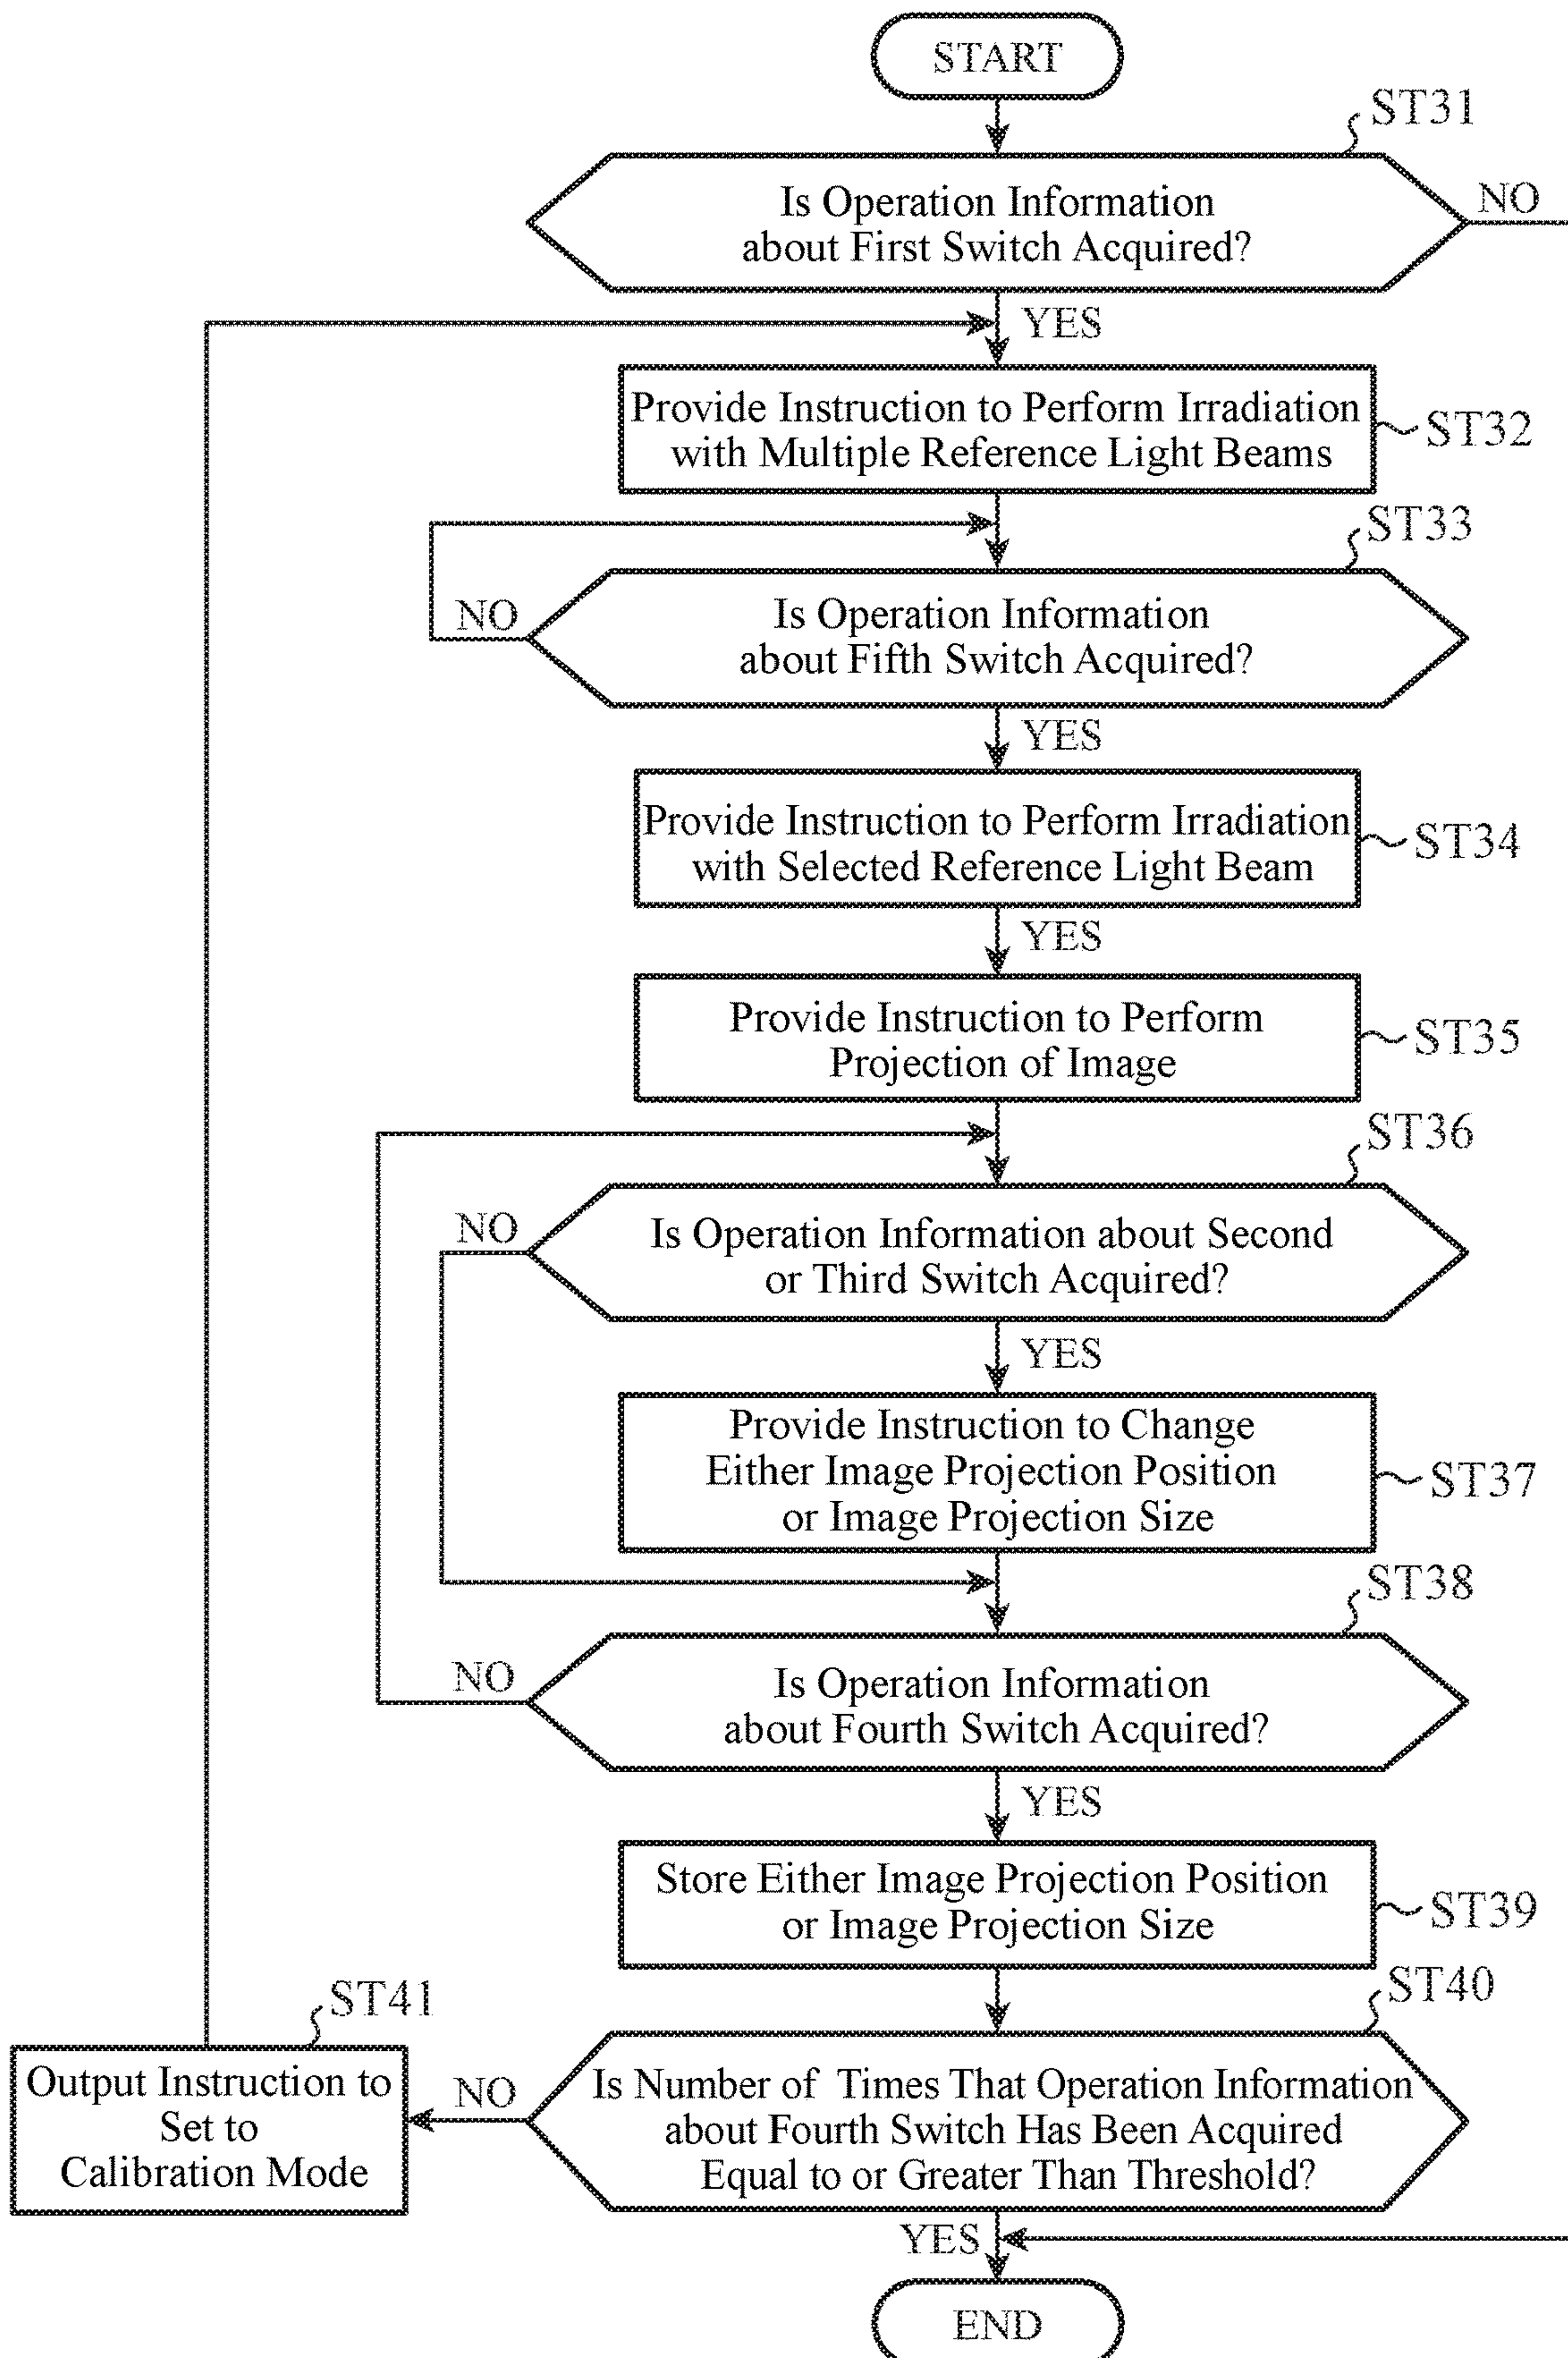 START
ST31
Is Operation Information
about First Switch Acquired?
NO
YES
Provide Instruction to Perform Irradiation
with Multiple Reference Light Beams
ST32
ST33
NO
Is Operation Information
about Fifth Switch Acquired?
YES
Provide Instruction to Perform Irradiation
with Selected Reference Light Beam
ST34
YES
Provide Instruction to Perform
Projection of Image
ST35
ST36
NO
Is Operation Information about Second
or Third Switch Acquired?
YES
Provide Instruction to Change
Either Image Projection Position
or Image Projection Size
ST37
ST38
NO
Is Operation Information
about Fourth Switch Acquired?
YES
Store Either Image Projection Position
or Image Projection Size
ST39
ST40
ST41
Output Instruction to
Set to
Calibration Mode
NO
Is Number of Times That Operation Information
about Fourth Switch Has Been Acquired
Equal to or Greater Than Threshold?
YES
END